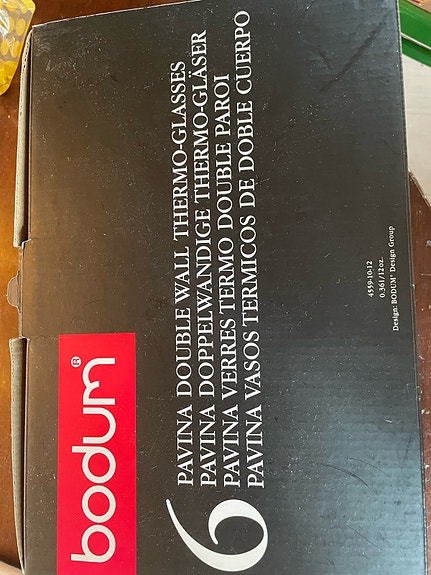 bodum®
6
PAVINA DOUBLE WALL THERMO-GLASSES
PAVINA DOPPELWANDIGE THERMO-GLÄSER
PAVINA VERRES TERMO DOUBLE PAROI
PAVINA VASOS TERMICOS DE DOBLE CUERPO
4559-10-12
0.36l/12oz.
Design: BODUM® Design Group